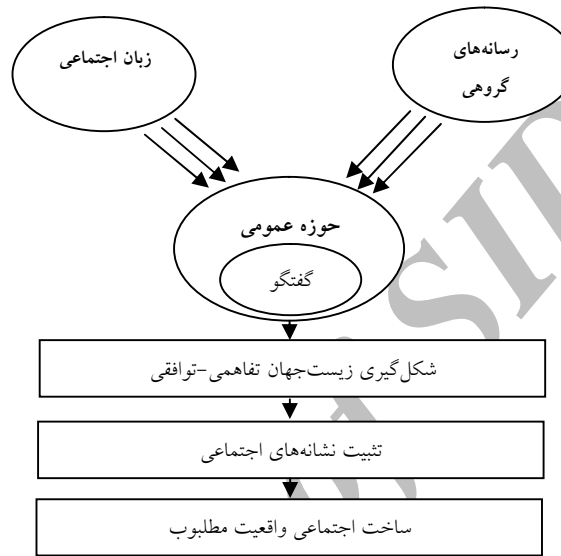 زبان اجتماعی
رسانه‌های
گروهی
حوزه عمومی
گفتگو
شکل‌گیری زیست‌جهان تفاهمی-توافقی
تثبیت نشانه‌های اجتماعی
ساخت اجتماعی واقعیت مطلوب